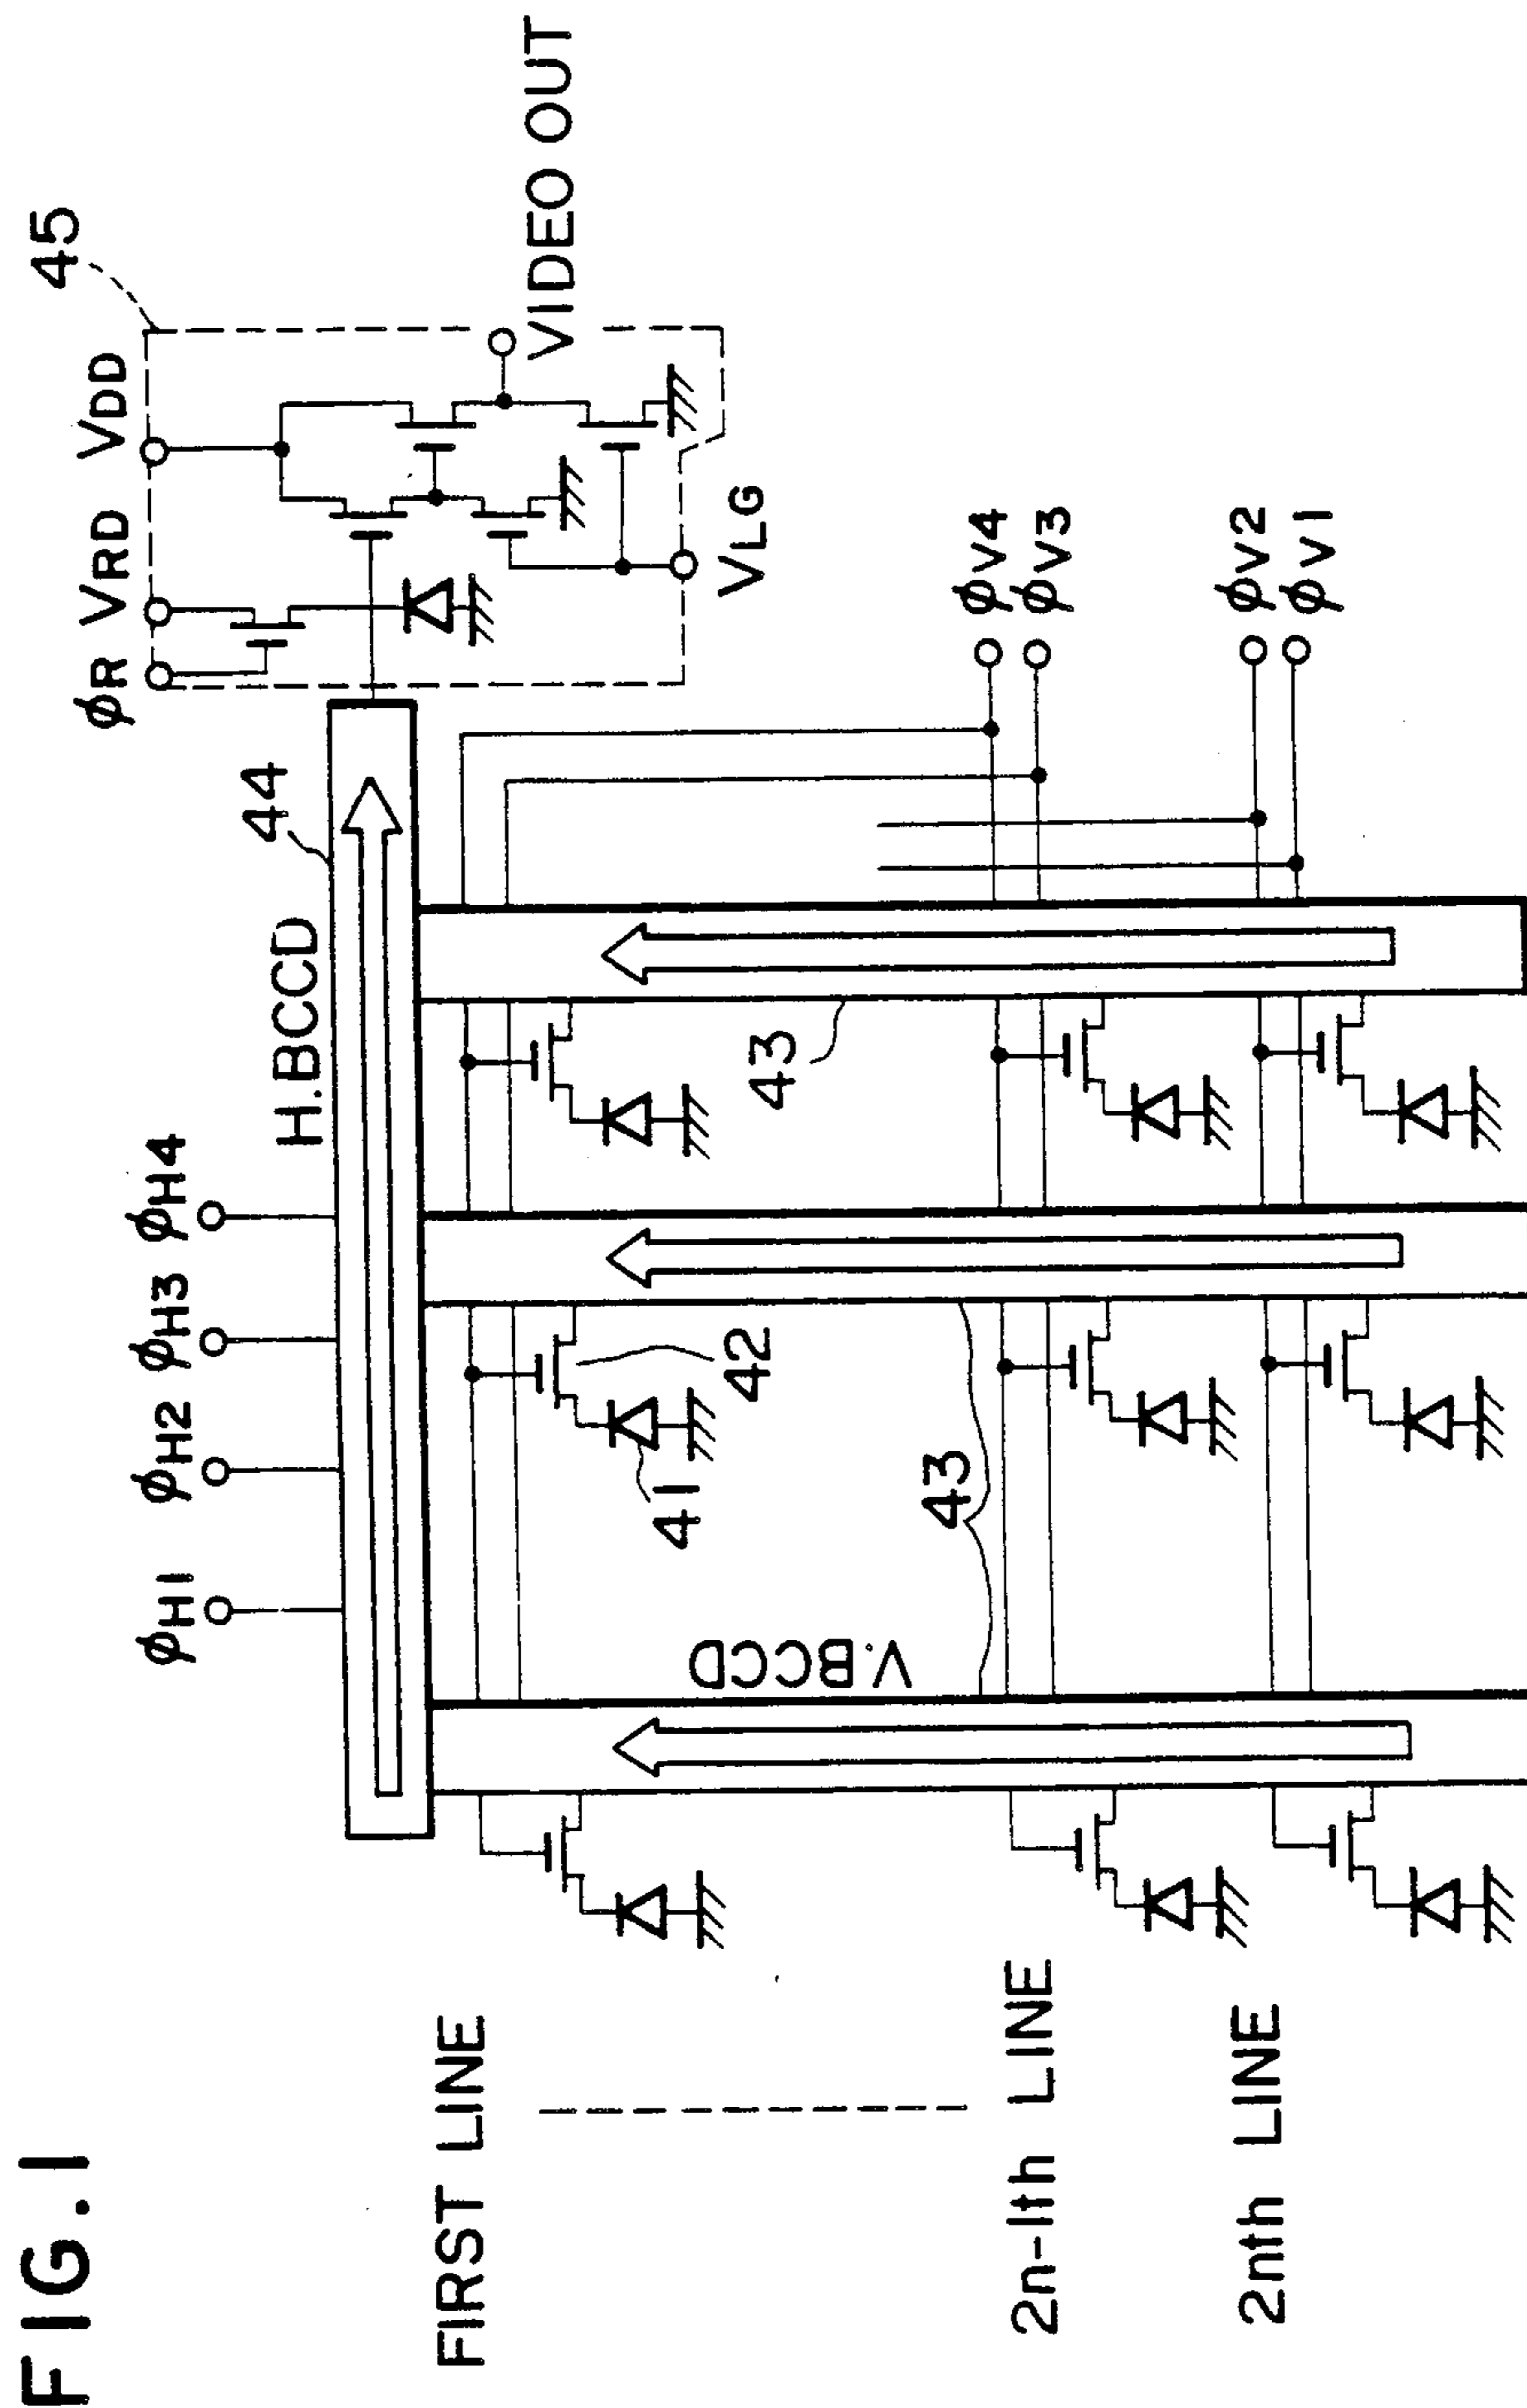 FIG.1
φH1
φH2
φH3
φH4
φR
VRD
VDD
45
H.BCCD
44
VIDEO OUT
VLG
FIRST LINE
42
41
V.BCCD
43
43
2n-1th LINE
2nth LINE
φV4
φV3
φV2
φV1